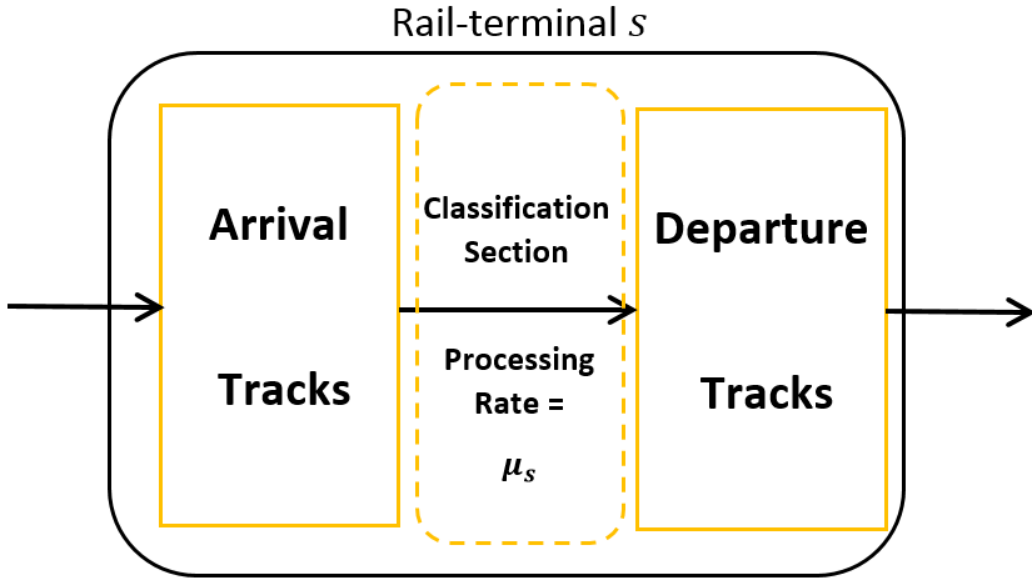 Rail-terminal s
Arrival
Tracks
Classification
Section
Processing
Rate =
μs
Departure
Tracks